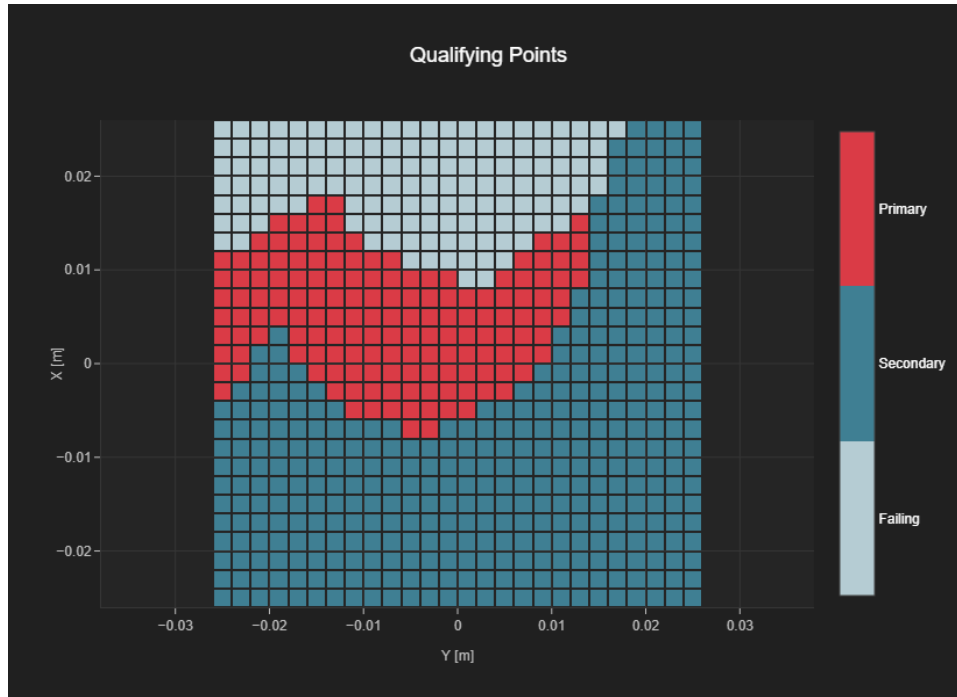 Qualifying Points
0.02
0.01
0
−0.01
−0.02
X [m]
−0.03
−0.02
−0.01
0
0.01
0.02
0.03
Y [m]
Primary
Secondary
Failing